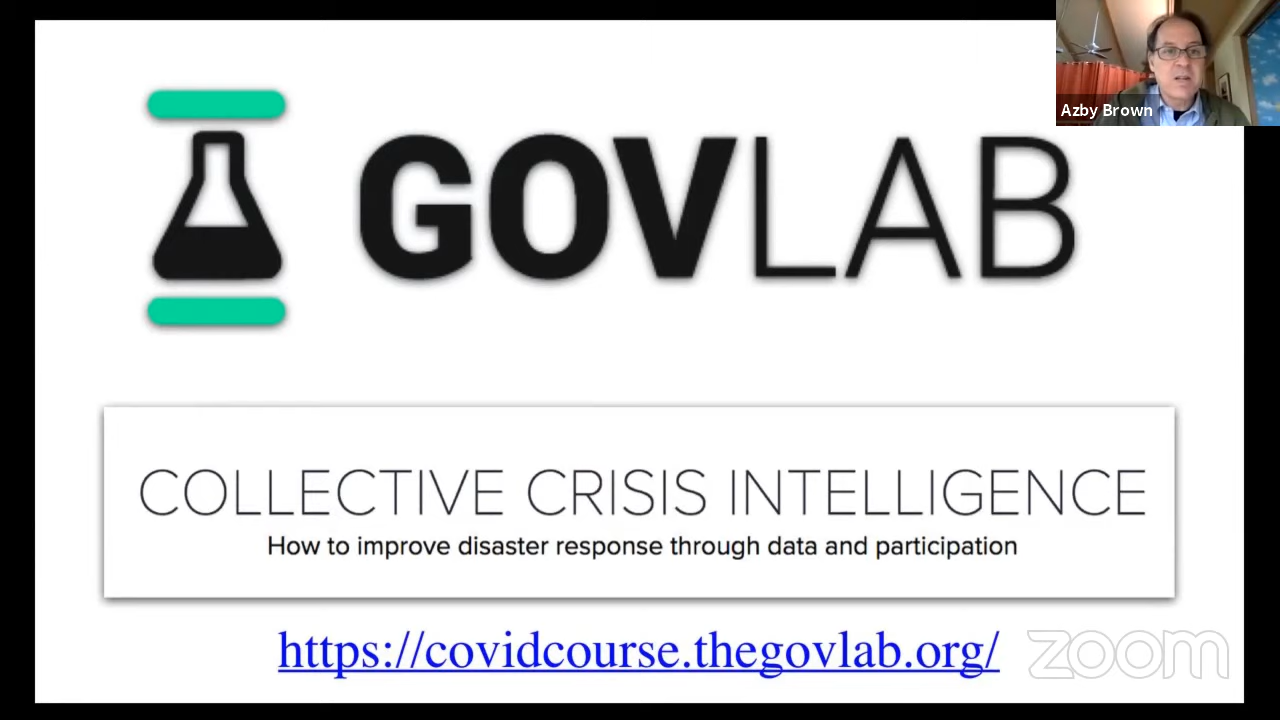 Azby Brown
GOVLAB
COLLECTIVE CRISIS INTELLIGENCE
How to improve disaster response through data and participation
https://covidcourse.thegovlab.org/
zoom